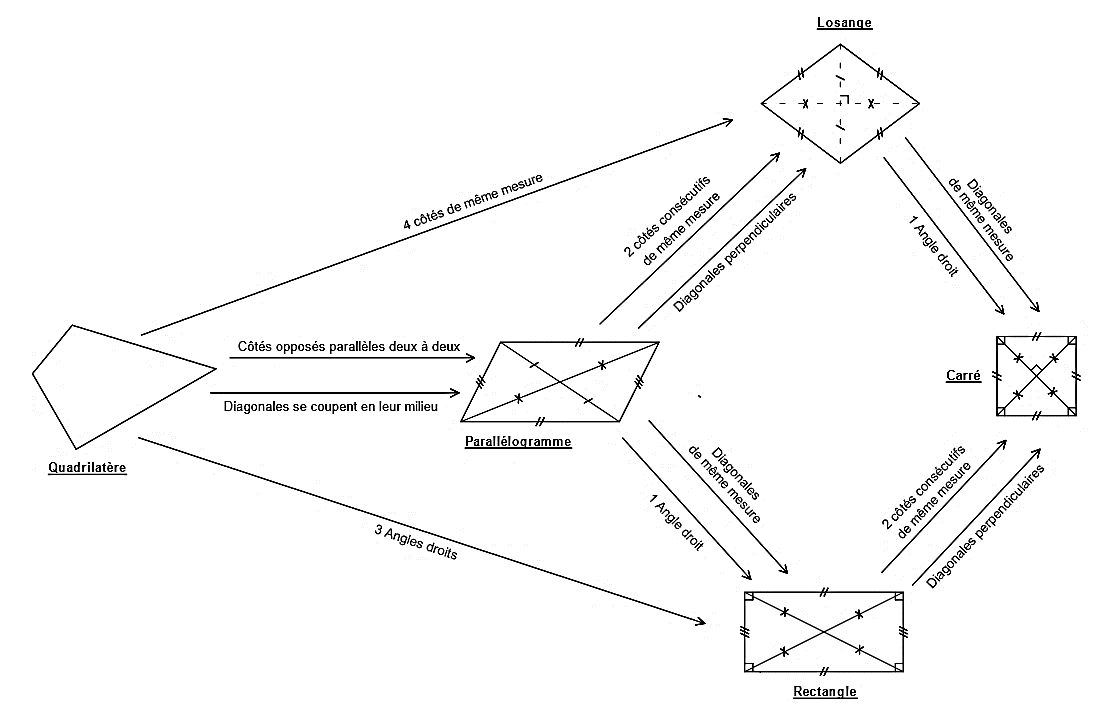 Losange
4 côtés de même mesure
2 côtés consécutifs
de même mesure
Diagonales perpendiculaires
Diagonales
de même mesure
1 Angle droit
Côtés opposés parallèles deux à deux
Diagonales se coupent en leur milieu
Quadrilatère
Parallélogramme
Carré
3 Angles droits
Diagonales
de même mesure
1 Angle droit
2 côtés consécutifs
de même mesure
Diagonales perpendiculaires
Rectangle